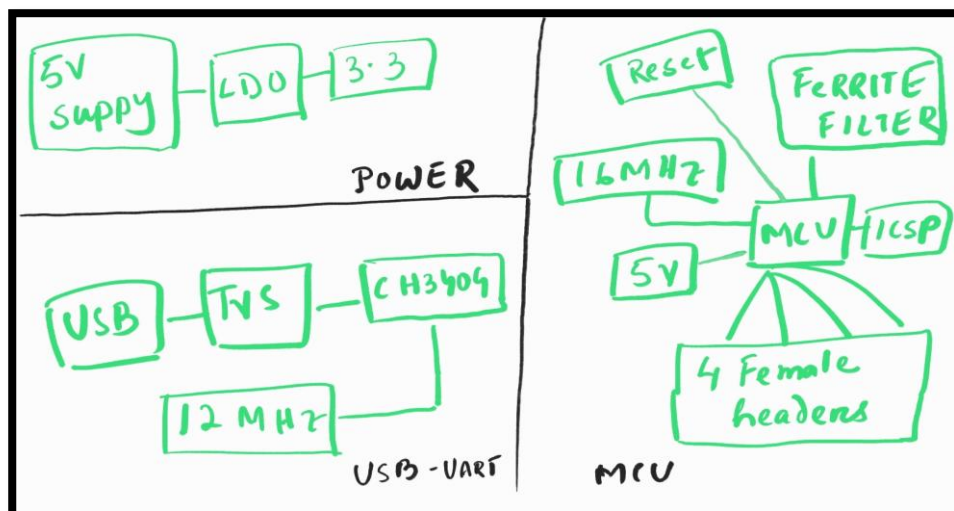 5V
suppy
LDO
3.3
POWER
USB
TVS
CH340G
12 MHz
USB-UART
Reset
FeRRITE
FILTER
16MHz
MCU
ICSP
5V
4 Female
headers
MCU